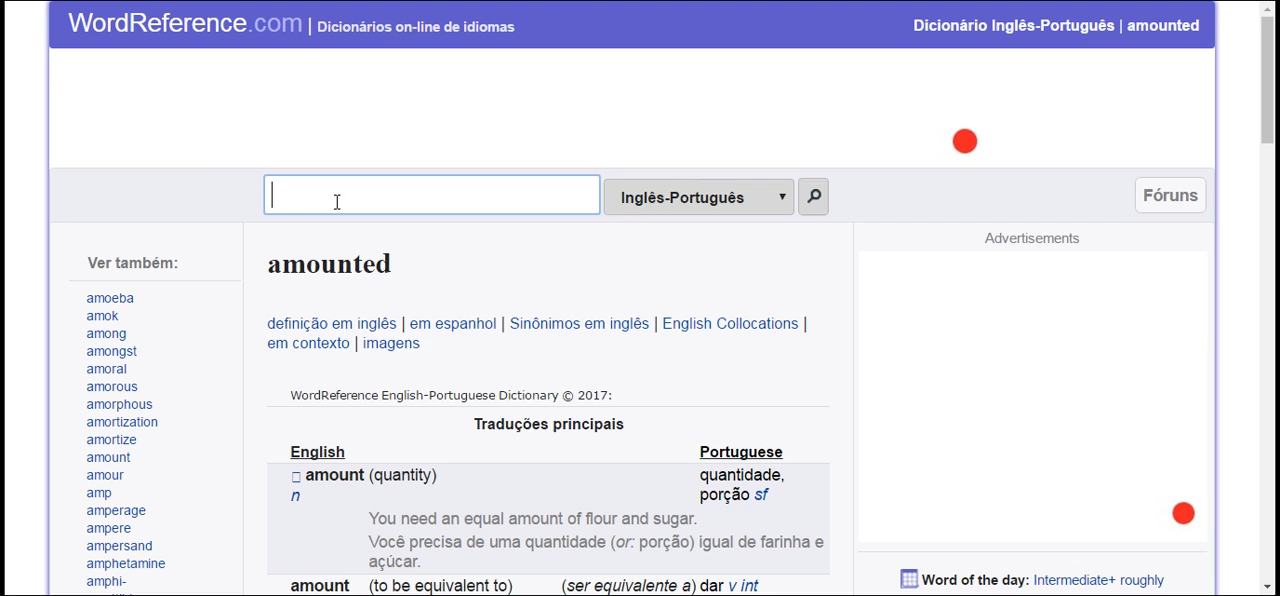 WordReference.com | Dicionários on-line de idiomas
Dicionário Inglês-Português | amounted
Inglês-Português
Fóruns
Ver também:
amoeba
amok
among
amongst
amoral
amorous
amorphous
amortization
amortize
amount
amour
amp
amperage
ampere
ampersand
amphetamine
amphi-
amounted
definição em inglês | em espanhol | Sinônimos em inglês | English Collocations |
em contexto | imagens
WordReference English-Portuguese Dictionary © 2017:
Traduções principais
English Portuguese
amount (quantity) quantidade,
n porção sf
You need an equal amount of flour and sugar.
Você precisa de uma quantidade (or: porção) igual de farinha e
açúcar.
amount (to be equivalent to) (ser equivalente a) dar v int
Advertisements
Word of the day: Intermediate+ roughly